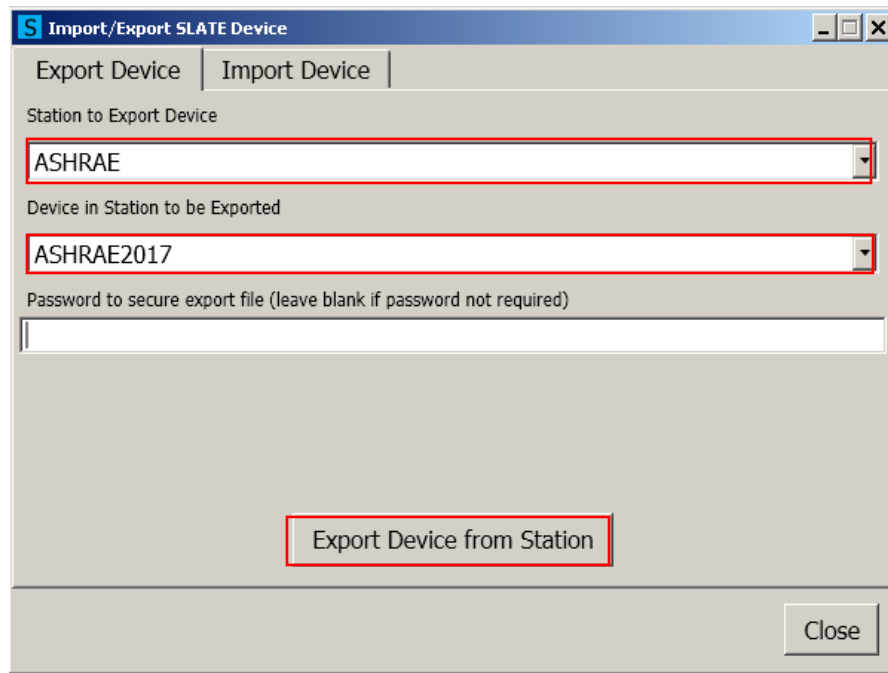 S Import/Export SLATE Device
Export Device Import Device
Station to Export Device
ASHRAE
Device in Station to be Exported
ASHRAE2017
Password to secure export file (leave blank if password not required)
Export Device from Station
Close